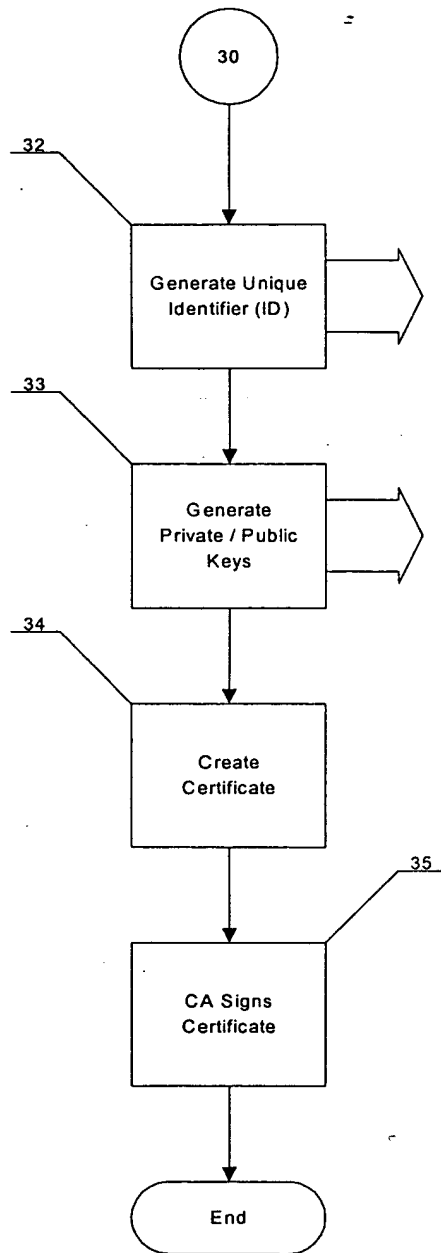 30
32
Generate Unique
Identifier (ID)
33
Generate
Private / Public
Keys
34
Create
Certificate
35
CA Signs
Certificate
End